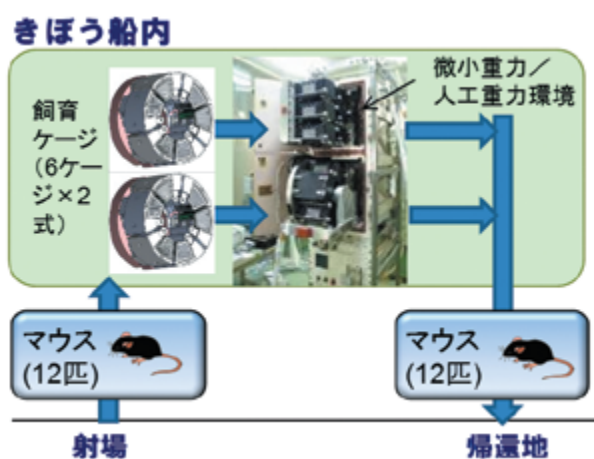 きぼう船内
飼育
ケージ
(6ケー
ジ×2
式)
微小重力/
人工重力環境
マウス
(12匹)
マウス
(12匹)
射場
帰還地